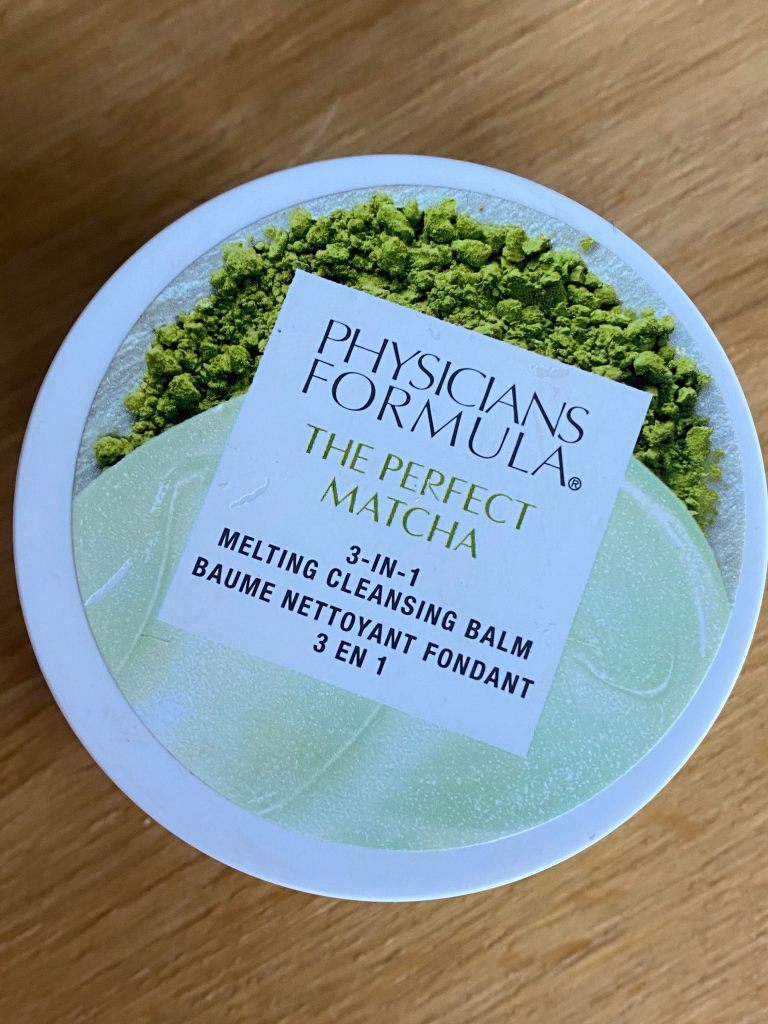 PHYSICIANS
FORMULA®
THE PERFECT
MATCHA
3-IN-1
MELTING CLEANSING BALM
BAUME NETTOYANT FONDANT
3 EN 1